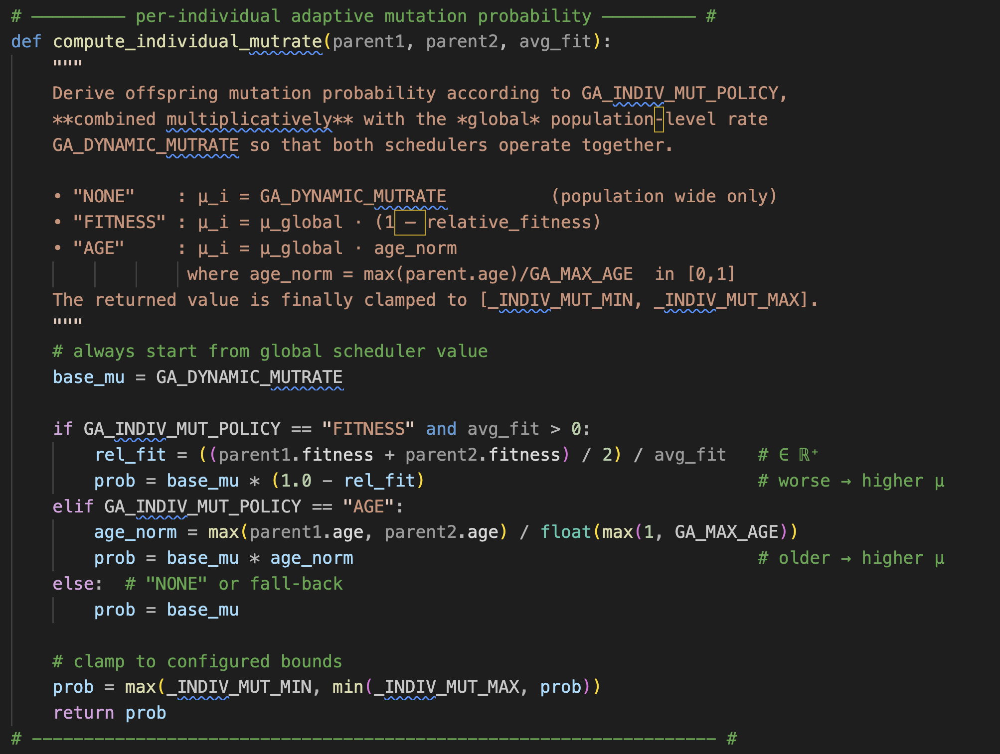 # ───────── per-individual adaptive mutation probability ───────── #
def compute_individual_mutrate(parent1, parent2, avg_fit):
    """
    Derive offspring mutation probability according to GA_INDIV_MUT_POLICY,
    **combined multiplicatively** with the *global* population‑level rate
    GA_DYNAMIC_MUTRATE so that both schedulers operate together.

    • "NONE"    : μ_i = GA_DYNAMIC_MUTRATE          (population wide only)
    • "FITNESS" : μ_i = μ_global · (1 − relative_fitness)
    • "AGE"     : μ_i = μ_global · age_norm
                 where age_norm = max(parent.age)/GA_MAX_AGE  in [0,1]
    The returned value is finally clamped to [_INDIV_MUT_MIN, _INDIV_MUT_MAX].
    """
    # always start from global scheduler value
    base_mu = GA_DYNAMIC_MUTRATE

    if GA_INDIV_MUT_POLICY == "FITNESS" and avg_fit > 0:
        rel_fit = ((parent1.fitness + parent2.fitness) / 2) / avg_fit   # ∈ ℝ⁺
        prob = base_mu * (1.0 - rel_fit)                                # worse → higher μ
    elif GA_INDIV_MUT_POLICY == "AGE":
        age_norm = max(parent1.age, parent2.age) / float(max(1, GA_MAX_AGE))
        prob = base_mu * age_norm                                       # older → higher μ
    else:  # "NONE" or fall-back
        prob = base_mu

    # clamp to configured bounds
    prob = max(_INDIV_MUT_MIN, min(_INDIV_MUT_MAX, prob))
    return prob
# ────────────────────────────────────────────────────────────────── #